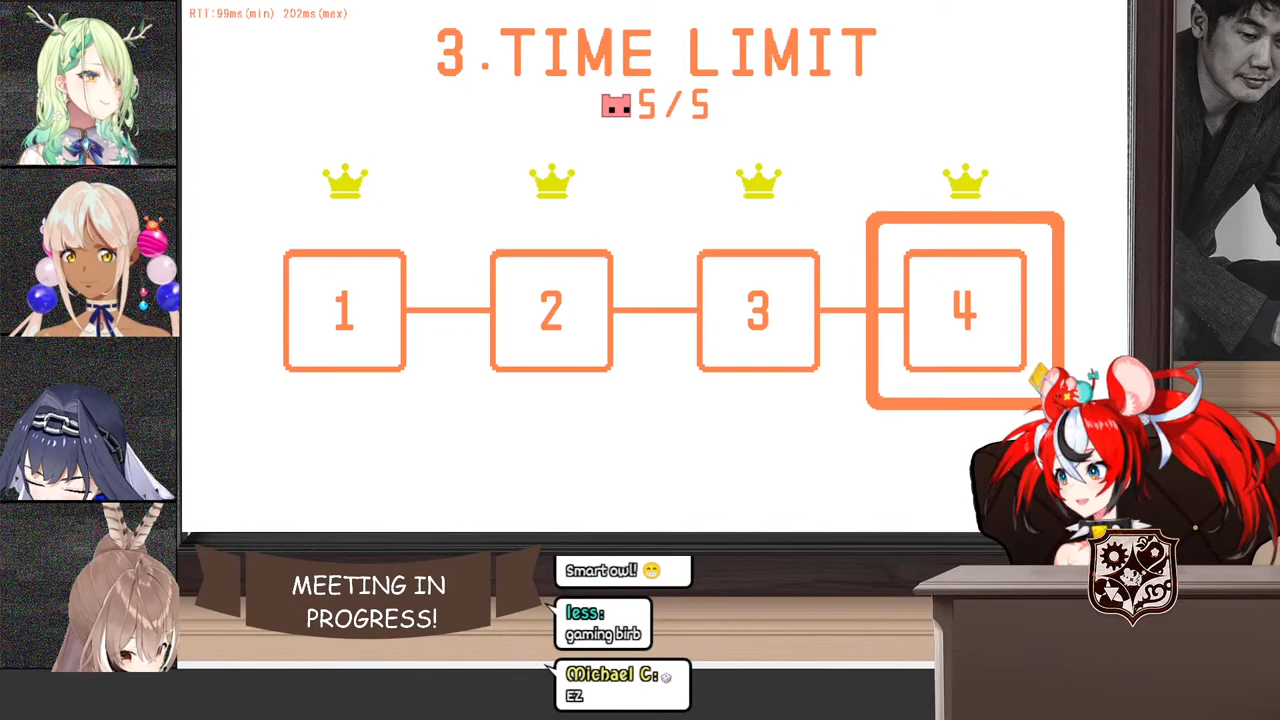 RTT:99ms(min) 202ms(max)
3.TIME LIMIT
5/5
1
2
3
4
MEETING IN
PROGRESS!
Smart owl! 😁
less:
gaming birb
Michael C:
EZ